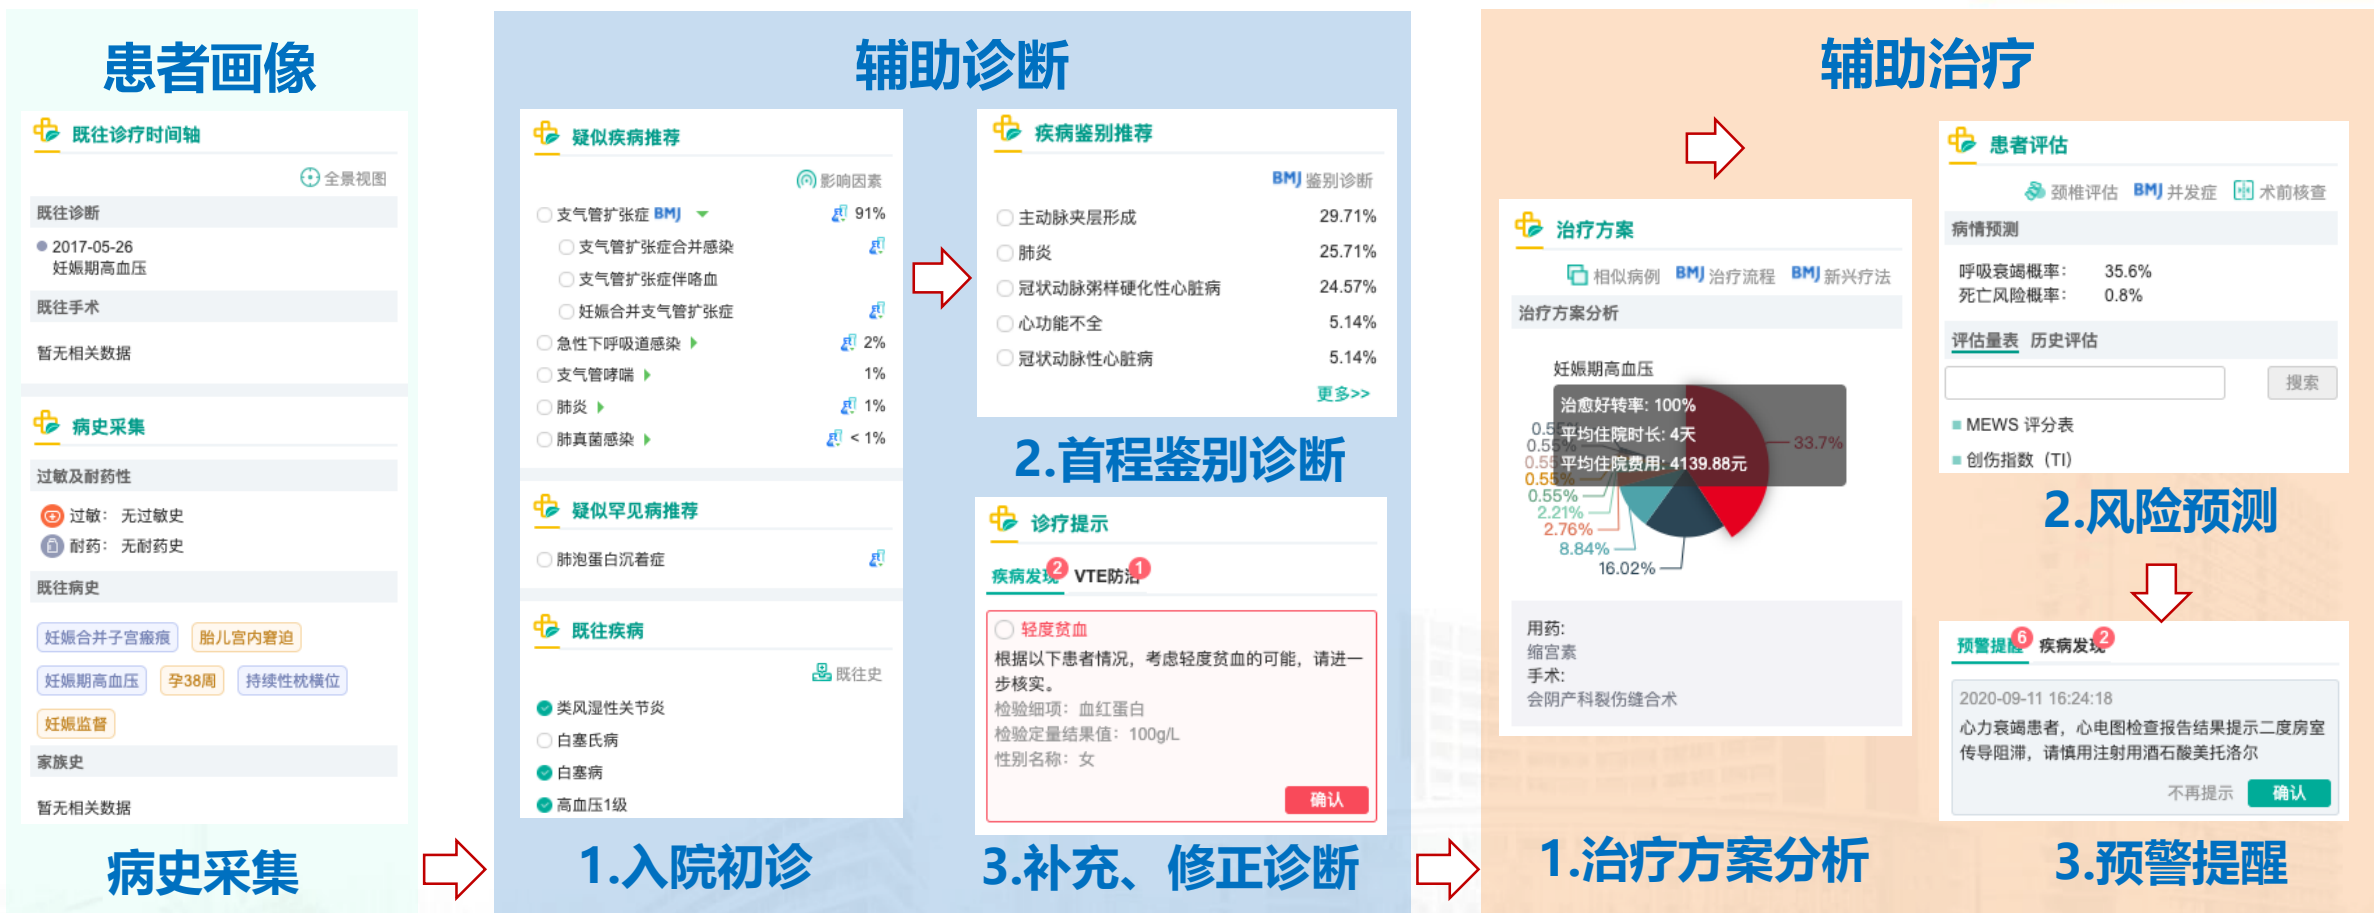 患者画像
既往诊疗时间轴
全景视图
既往诊断
2017-05-26
妊娠期高血压
既往手术
暂无相关数据
病史采集
过敏及耐药性
过敏： 无过敏史
耐药： 无耐药史
既往病史
妊娠合并子宫瘢痕 胎儿宫内窘迫
妊娠期高血压 孕38周 持续性枕横位
妊娠监督
家族史
暂无相关数据
病史采集
辅助诊断
疑似疾病推荐
影响因素
支气管扩张症 BMJ 91%
支气管扩张症合并感染
支气管扩张症伴咯血
妊娠合并支气管扩张症
急性下呼吸道感染 2%
支气管哮喘 1%
肺炎 1%
肺真菌感染 < 1%
疑似罕见病推荐
肺泡蛋白沉着症
既往疾病
既往史
类风湿性关节炎
白塞氏病
白塞病
高血压1级
1.入院初诊
疾病鉴别推荐
BMJ 鉴别诊断
主动脉夹层形成 29.71%
肺炎 25.71%
冠状动脉粥样硬化性心脏病 24.57%
心功能不全 5.14%
冠状动脉性心脏病 5.14%
更多>>
2.首程鉴别诊断
诊疗提示
疾病发现 2 VTE防治 1
轻度贫血
根据以下患者情况，考虑轻度贫血的可能，请进一
步核实。
检验细项：血红蛋白
检验定量结果值：100g/L
性别名称：女
确认
3.补充、修正诊断
辅助治疗
治疗方案
相似病例 BMJ 治疗流程 BMJ 新兴疗法
治疗方案分析
妊娠期高血压
治愈好转率: 100%
平均住院时长: 4天
平均住院费用: 4139.88元
33.7%
0.55%
0.55%
0.55%
0.55%
0.55%
2.21%
2.76%
8.84%
16.02%
用药:
缩宫素
手术:
会阴产科裂伤缝合术
1.治疗方案分析
患者评估
颈椎评估 BMJ 并发症 术前核查
病情预测
呼吸衰竭概率： 35.6%
死亡风险概率： 0.8%
评估量表 历史评估
搜索
MEWS 评分表
创伤指数（TI）
2.风险预测
预警提醒 6 疾病发现 2
2020-09-11 16:24:18
心力衰竭患者，心电图检查报告结果提示二度房室
传导阻滞，请慎用注射用酒石酸美托洛尔
不再提示 确认
3.预警提醒